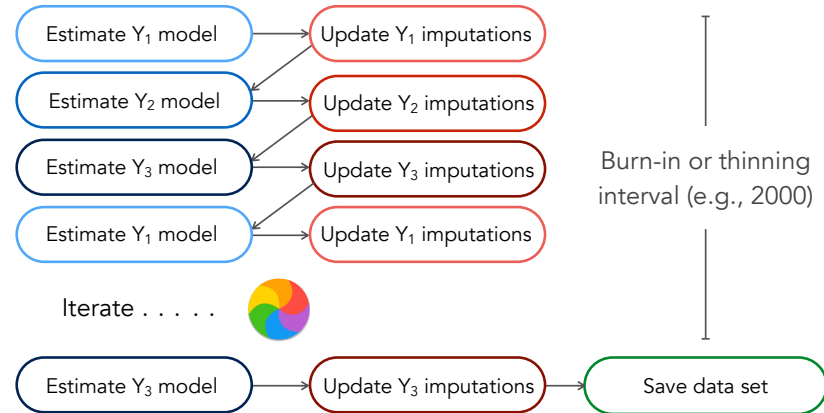 Estimate Y₁ model
Update Y₁ imputations
Estimate Y₂ model
Update Y₂ imputations
Estimate Y₃ model
Update Y₃ imputations
Estimate Y₁ model
Update Y₁ imputations
Burn-in or thinning
interval (e.g., 2000)
Iterate . . . . .
Estimate Y₃ model
Update Y₃ imputations
Save data set